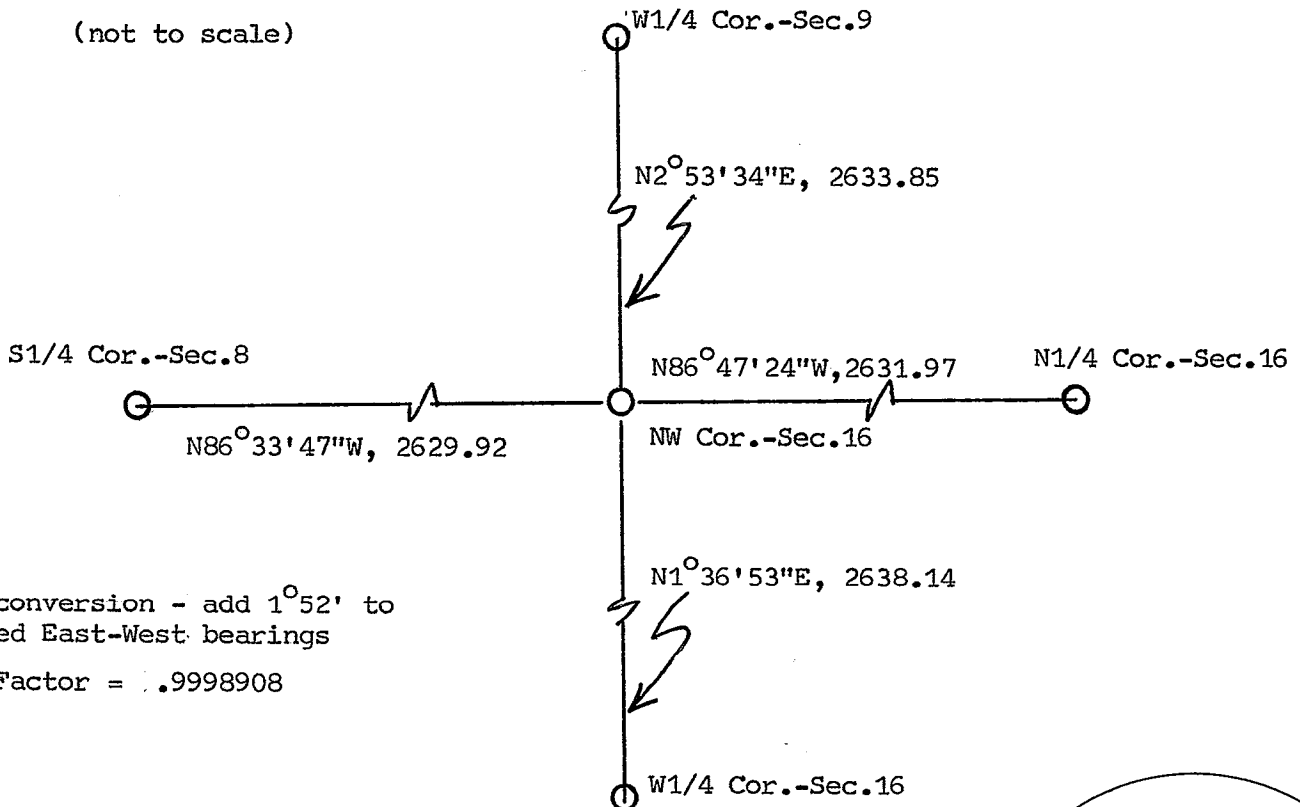 (not to scale)
W1/4 Cor.-Sec.9
N2°53'34"E, 2633.85
S1/4 Cor.-Sec.8
N86°47'24"W,2631.97
N1/4 Cor.-Sec.16
N86°33'47"W, 2629.92
NW Cor.-Sec.16
N1°36'53"E, 2638.14
conversion - add 1°52' to
ed East-West bearings
Factor = .9998908
W1/4 Cor.-Sec.16